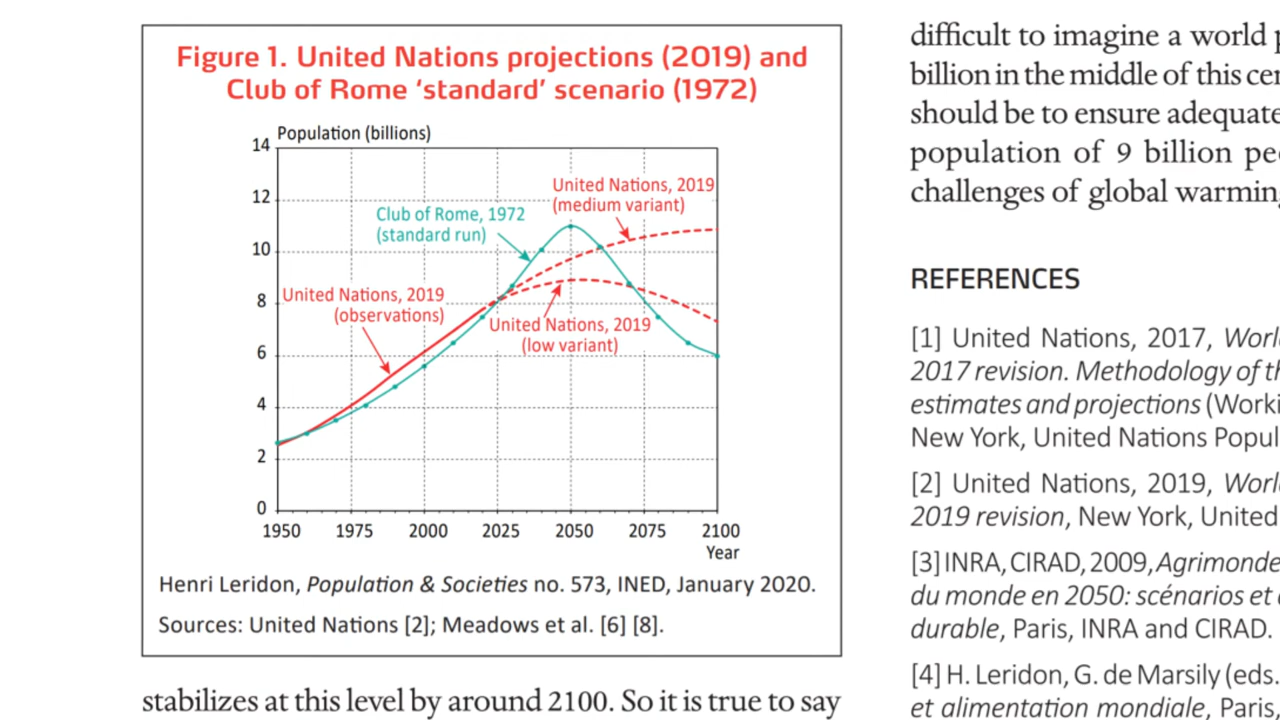 Figure 1. United Nations projections (2019) and
Club of Rome ‘standard’ scenario (1972)
Population (billions)
14
12
10
8
6
4
2
0
United Nations, 2019
(medium variant)
Club of Rome, 1972
(standard run)
United Nations, 2019
(observations)
United Nations, 2019
(low variant)
1950 1975 2000 2025 2050 2075 2100
Year
Henri Leridon, Population & Societies no. 573, INED, January 2020.
Sources: United Nations [2]; Meadows et al. [6] [8].
stabilizes at this level by around 2100. So it is true to say
difficult to imagine a world
billion in the middle of this
should be to ensure adequate
population of 9 billion
challenges of global warming
REFERENCES
[1] United Nations, 2017,
2017 revision. Methodology of
estimates and projections
New York, United Nations
[2] United Nations, 2019,
2019 revision, New York, United
[3] INRA, CIRAD, 2009, Agrimonde
du monde en 2050: scénarios et
durable, Paris, INRA and CIRAD.
[4] H. Leridon, G. de Marsily (eds.
et alimentation mondiale, Paris,